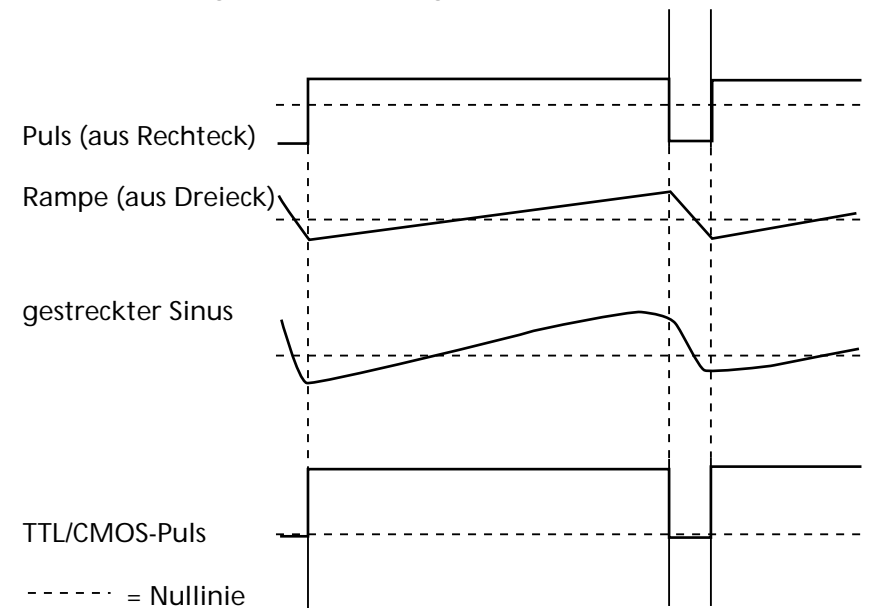 Puls (aus Rechteck)
Rampe (aus Dreieck)
gestreckter Sinus
TTL/CMOS-Puls
= Nullinie